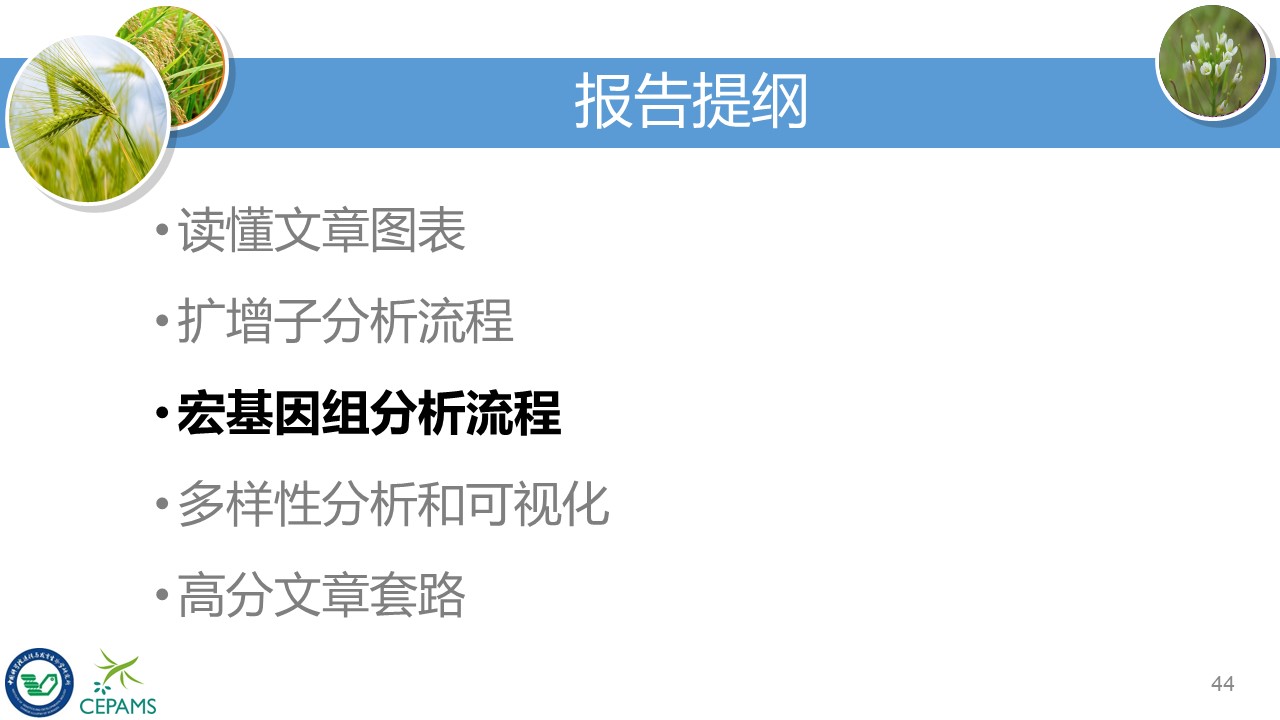 报告提纲
•读懂文章图表
•扩增子分析流程
•宏基因组分析流程
•多样性分析和可视化
•高分文章套路
CEPAMS
44